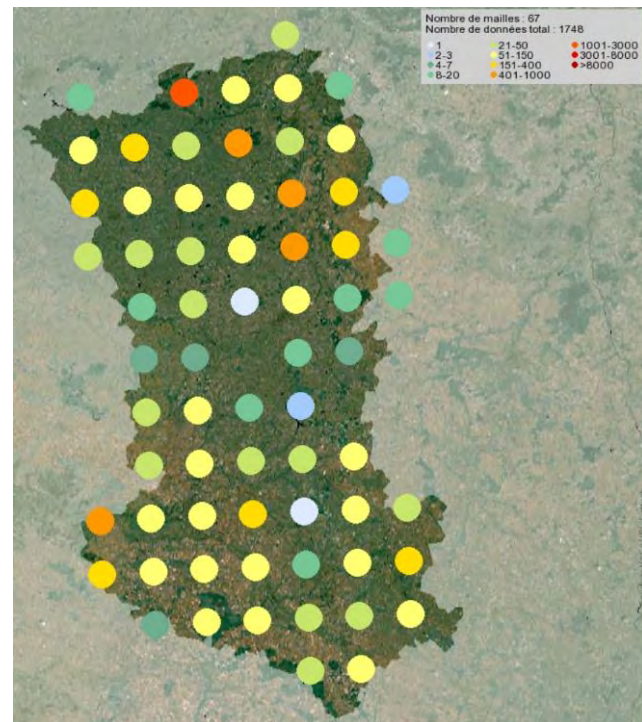 Nombre de mailles : 67
Nombre de données total : 1748
1 21-50 1001-3000
2-3 51-150 3001-8000
4-7 151-400 >8000
8-20 401-1000